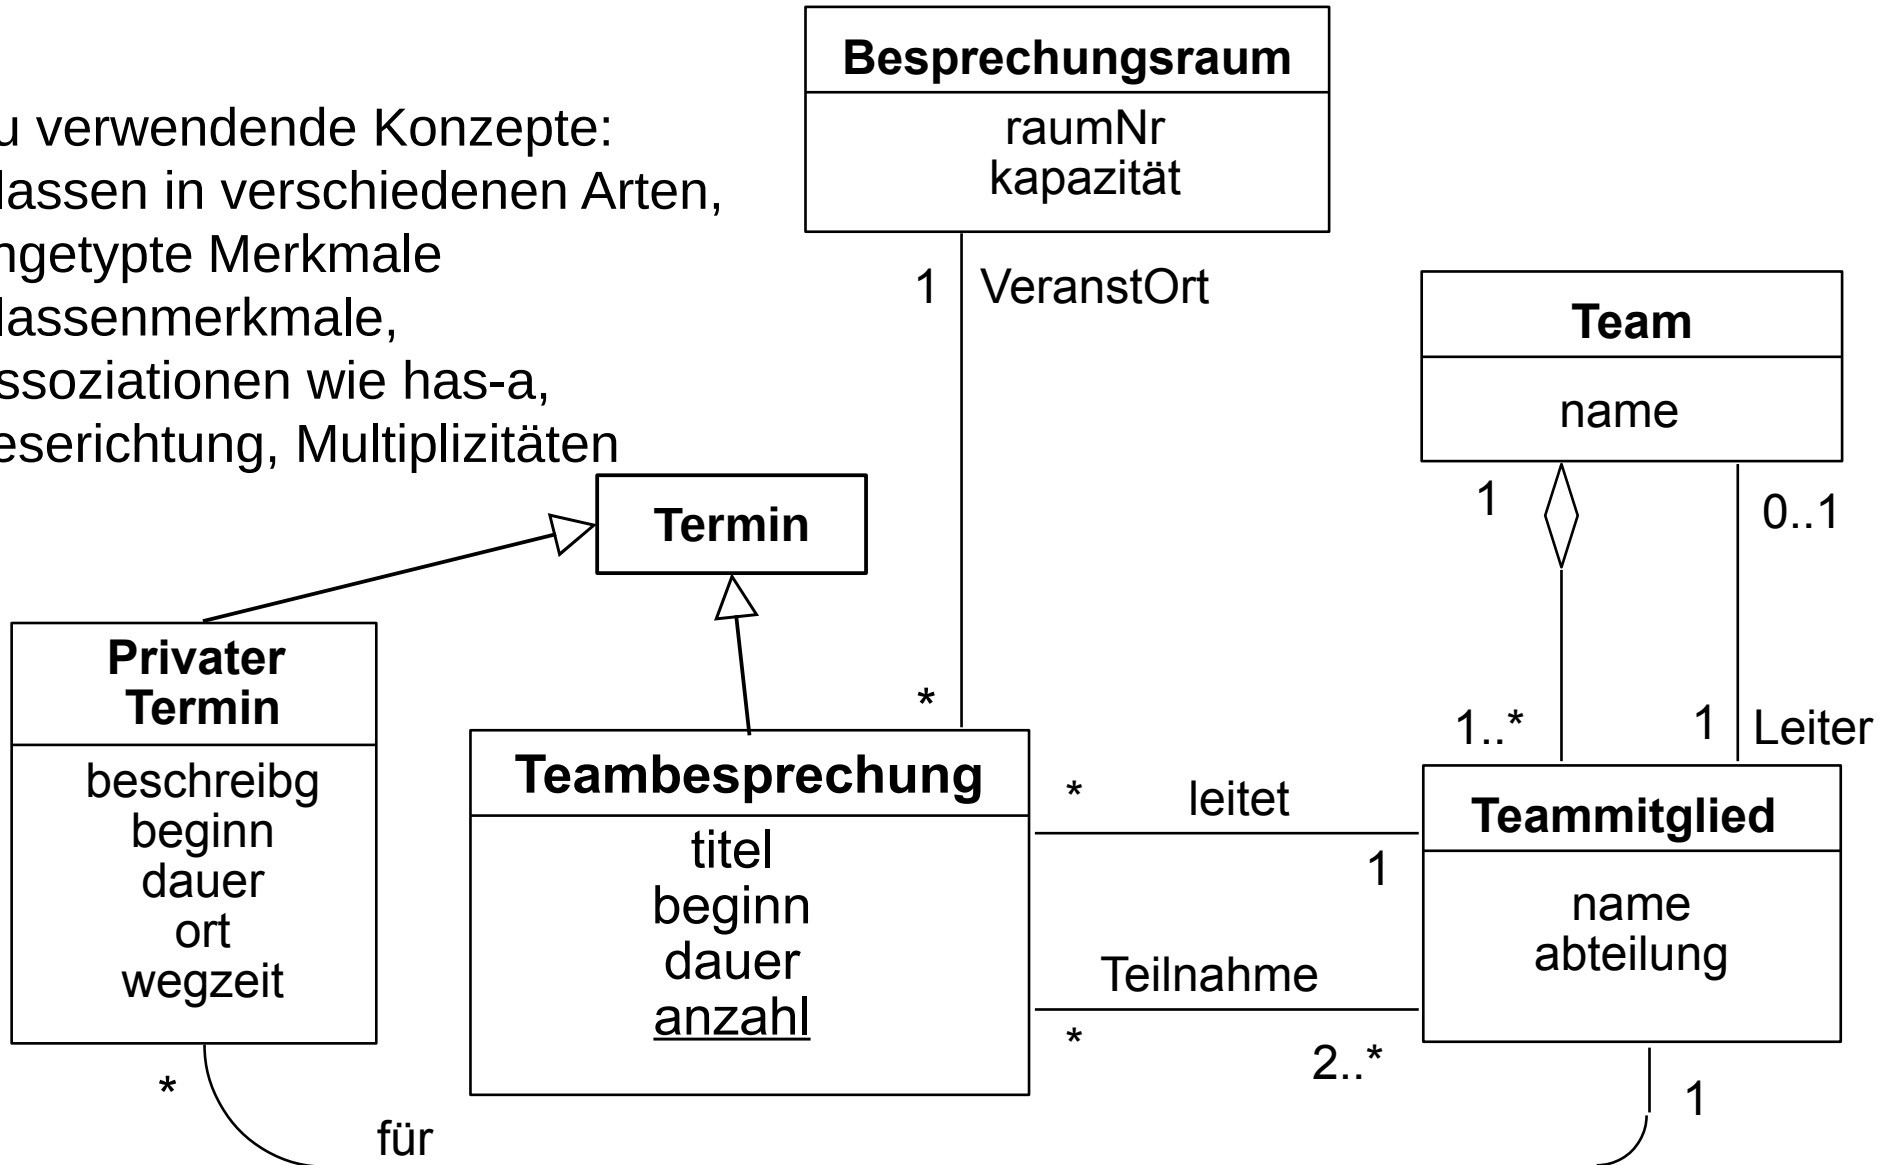 Besprechungsraum
raumNr
kapazität
u verwendende Konzepte:
lassen in verschiedenen Arten,
ngetypte Merkmale
lassenmerkmale,
ssoziationen wie has-a,
eserichtung, Multiplizitäten
1 VeranstOrt
Team
name
1
0..1
Termin
Privater
Termin
beschreibg
beginn
dauer
ort
wegzeit
*
Teambesprechung
titel
beginn
dauer
anzahl
1..*
1 Leiter
* leitet
1
Teilnahme
*
2..*
Teammitglied
name
abteilung
*
für
1